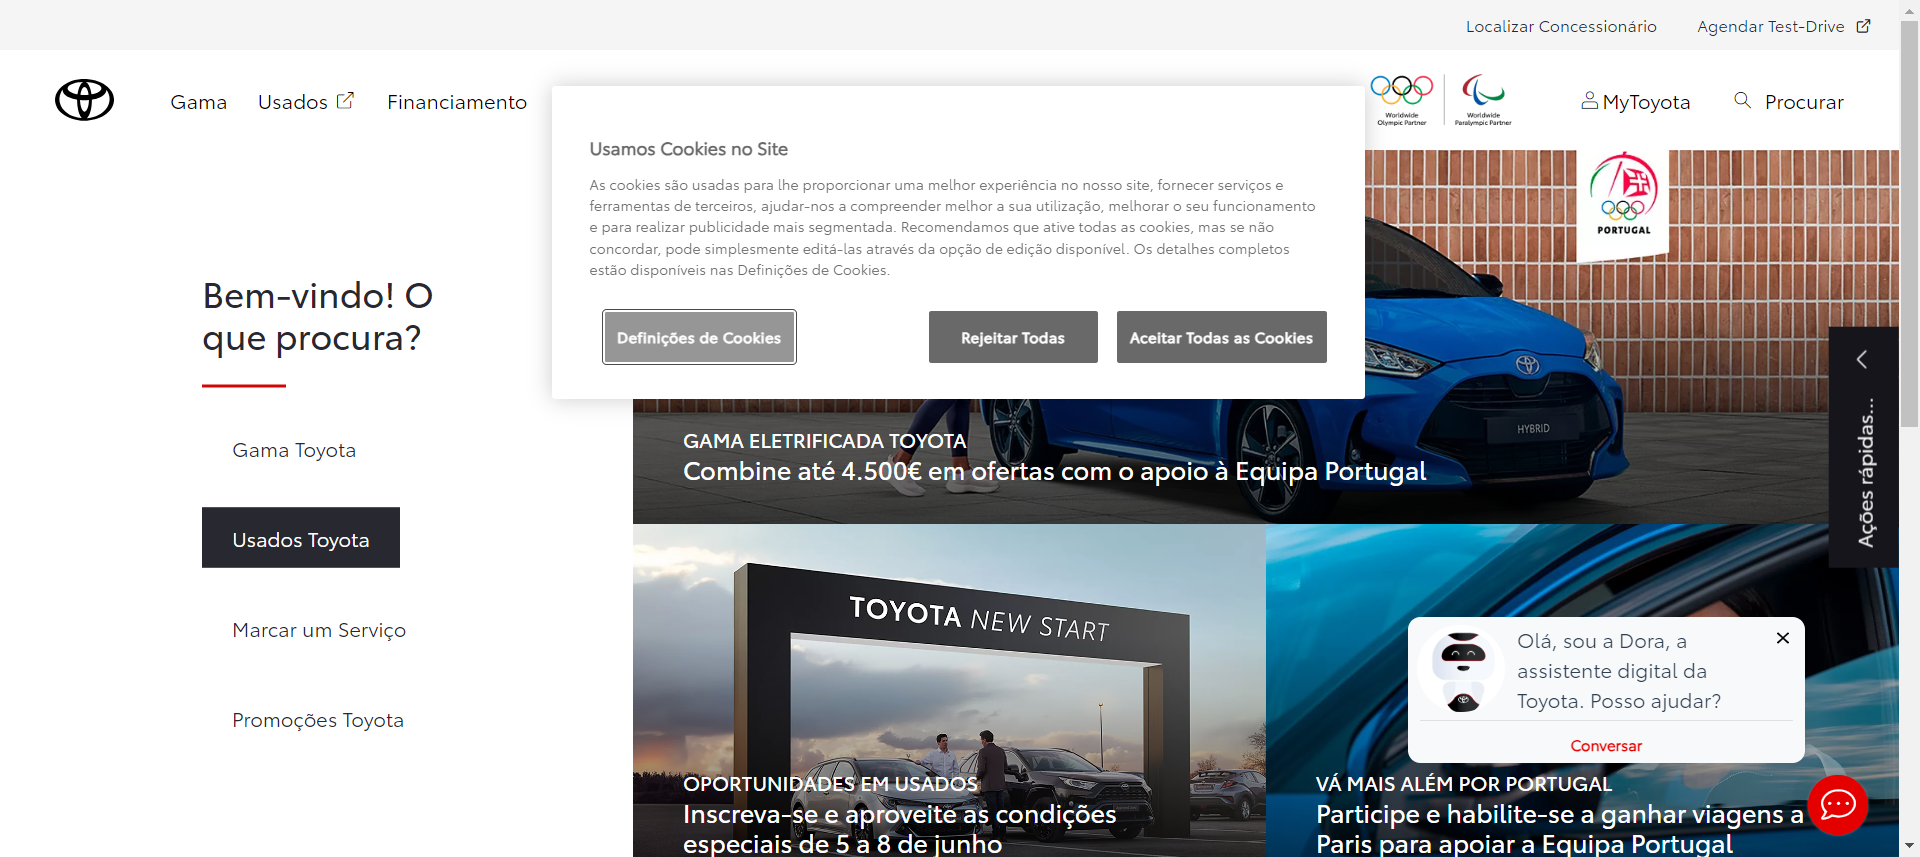 Localizar Concessionário
Agendar Test-Drive
Gama
Usados
Financiamento
Worldwide
Olympic Partner
Worldwide
Paralympic Partner
MyToyota
Procurar
Usamos Cookies no Site
As cookies são usadas para lhe proporcionar uma melhor experiência no nosso site, fornecer serviços e
ferramentas de terceiros, ajudar-nos a compreender melhor a sua utilização, melhorar o seu funcionamento
e para realizar publicidade mais segmentada. Recomendamos que ative todas as cookies, mas se não
concordar, pode simplesmente editá-las através da opção de edição disponível. Os detalhes completos
estão disponíveis nas Definições de Cookies.
Definições de Cookies
Rejeitar Todas
Aceitar Todas as Cookies
PORTUGAL
Bem-vindo! O
que procura?
Gama Toyota
Usados Toyota
Marcar um Serviço
Promoções Toyota
HYBRID
GAMA ELETRIFICADA TOYOTA
Combine até 4.500€ em ofertas com o apoio à Equipa Portugal
Ações rápidas...
TOYOTA NEW START
OPORTUNIDADES EM USADOS
Inscreva-se e aproveite as condições
especiais de 5 a 8 de junho
Olá, sou a Dora, a
assistente digital da
Toyota. Posso ajudar?
Conversar
VÁ MAIS ALÉM POR PORTUGAL
Participe e habilite-se a ganhar viagens a
Paris para apoiar a Equipa Portugal